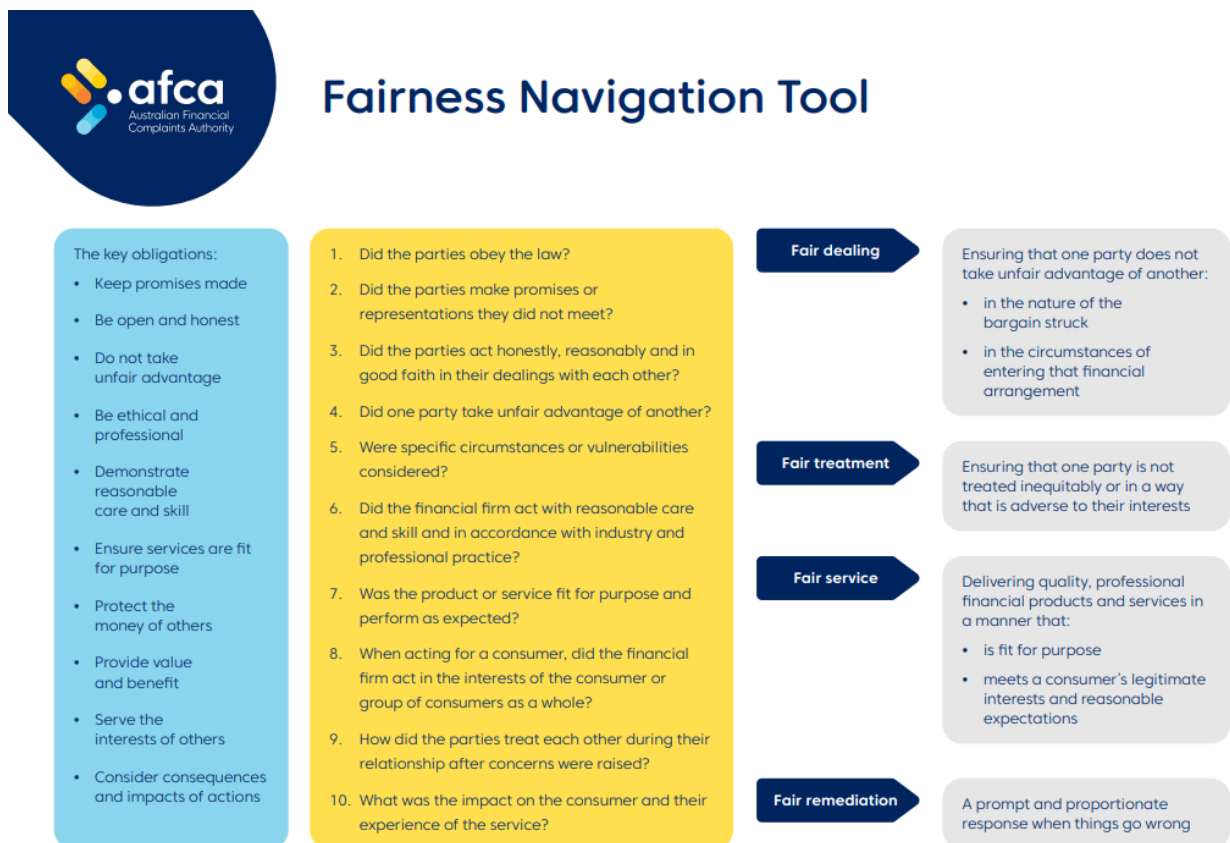 afca
Australian Financial
Complaints Authority
Fairness Navigation Tool
The key obligations:
• Keep promises made
• Be open and honest
• Do not take
unfair advantage
• Be ethical and
professional
• Demonstrate
reasonable
care and skill
• Ensure services are fit
for purpose
• Protect the
money of others
• Provide value
and benefit
• Serve the
interests of others
• Consider consequences
and impacts of actions
1. Did the parties obey the law?
2. Did the parties make promises or
representations they did not meet?
3. Did the parties act honestly, reasonably and in
good faith in their dealings with each other?
4. Did one party take unfair advantage of another?
5. Were specific circumstances or vulnerabilities
considered?
6. Did the financial firm act with reasonable care
and skill and in accordance with industry and
professional practice?
7. Was the product or service fit for purpose and
perform as expected?
8. When acting for a consumer, did the financial
firm act in the interests of the consumer or
group of consumers as a whole?
9. How did the parties treat each other during their
relationship after concerns were raised?
10. What was the impact on the consumer and their
experience of the service?
Fair dealing
Ensuring that one party does not
take unfair advantage of another:
• in the nature of the
bargain struck
• in the circumstances of
entering that financial
arrangement
Fair treatment
Ensuring that one party is not
treated inequitably or in a way
that is adverse to their interests
Fair service
Delivering quality, professional
financial products and services in
a manner that:
• is fit for purpose
• meets a consumer's legitimate
interests and reasonable
expectations
Fair remediation
A prompt and proportionate
response when things go wrong